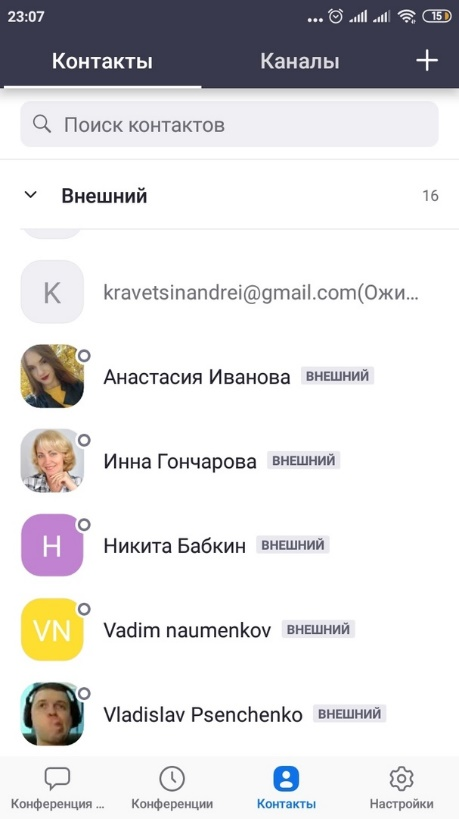 23:07
15
Контакты
Каналы
Поиск контактов
Внешний
16
K
kravetsinandrei@gmail.com(Ожи...
Анастасия Иванова ВНЕШНИЙ
Инна Гончарова ВНЕШНИЙ
Н
Никита Бабкин ВНЕШНИЙ
VN
Vadim naumenkov ВНЕШНИЙ
Vladislav Psenchenko ВНЕШНИЙ
Конференция ...
Конференции
Контакты
Настройки